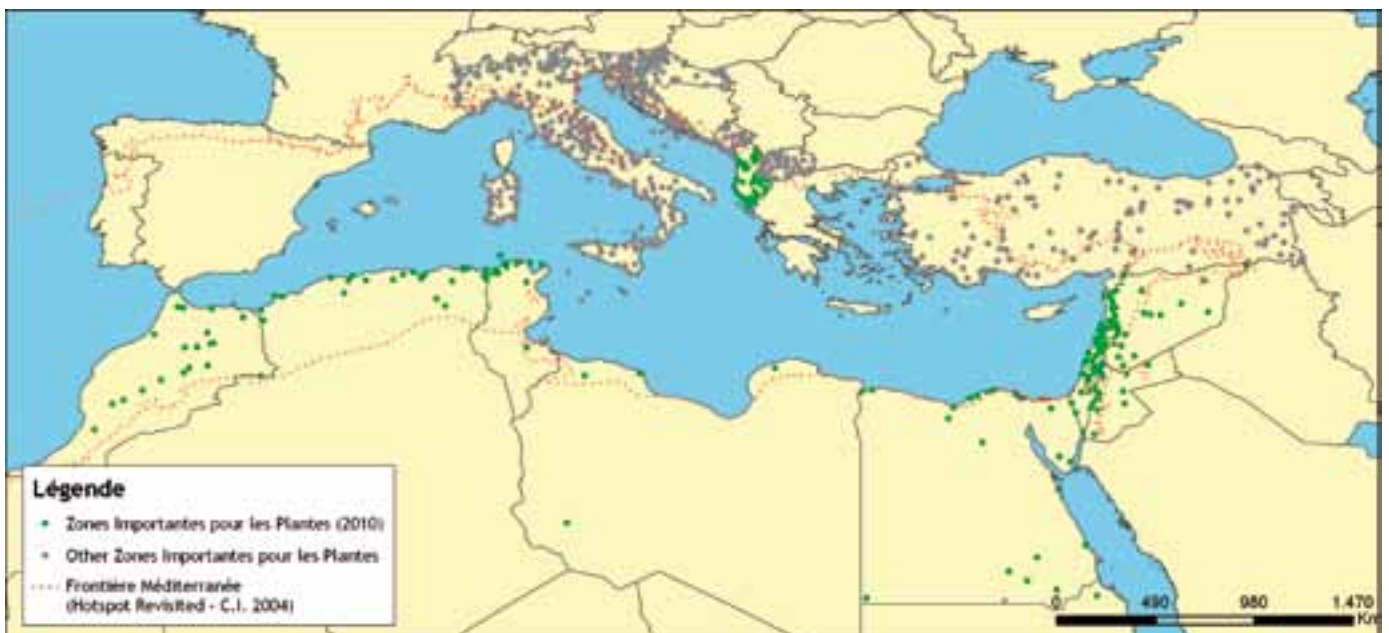 Légende
Zones Importantes pour les Plantes (2010)
Other Zones Importantes pour les Plantes
Frontière Méditerranée
(Hotspot Revisited - C.I. 2004)
0 490 980 1.470
Km